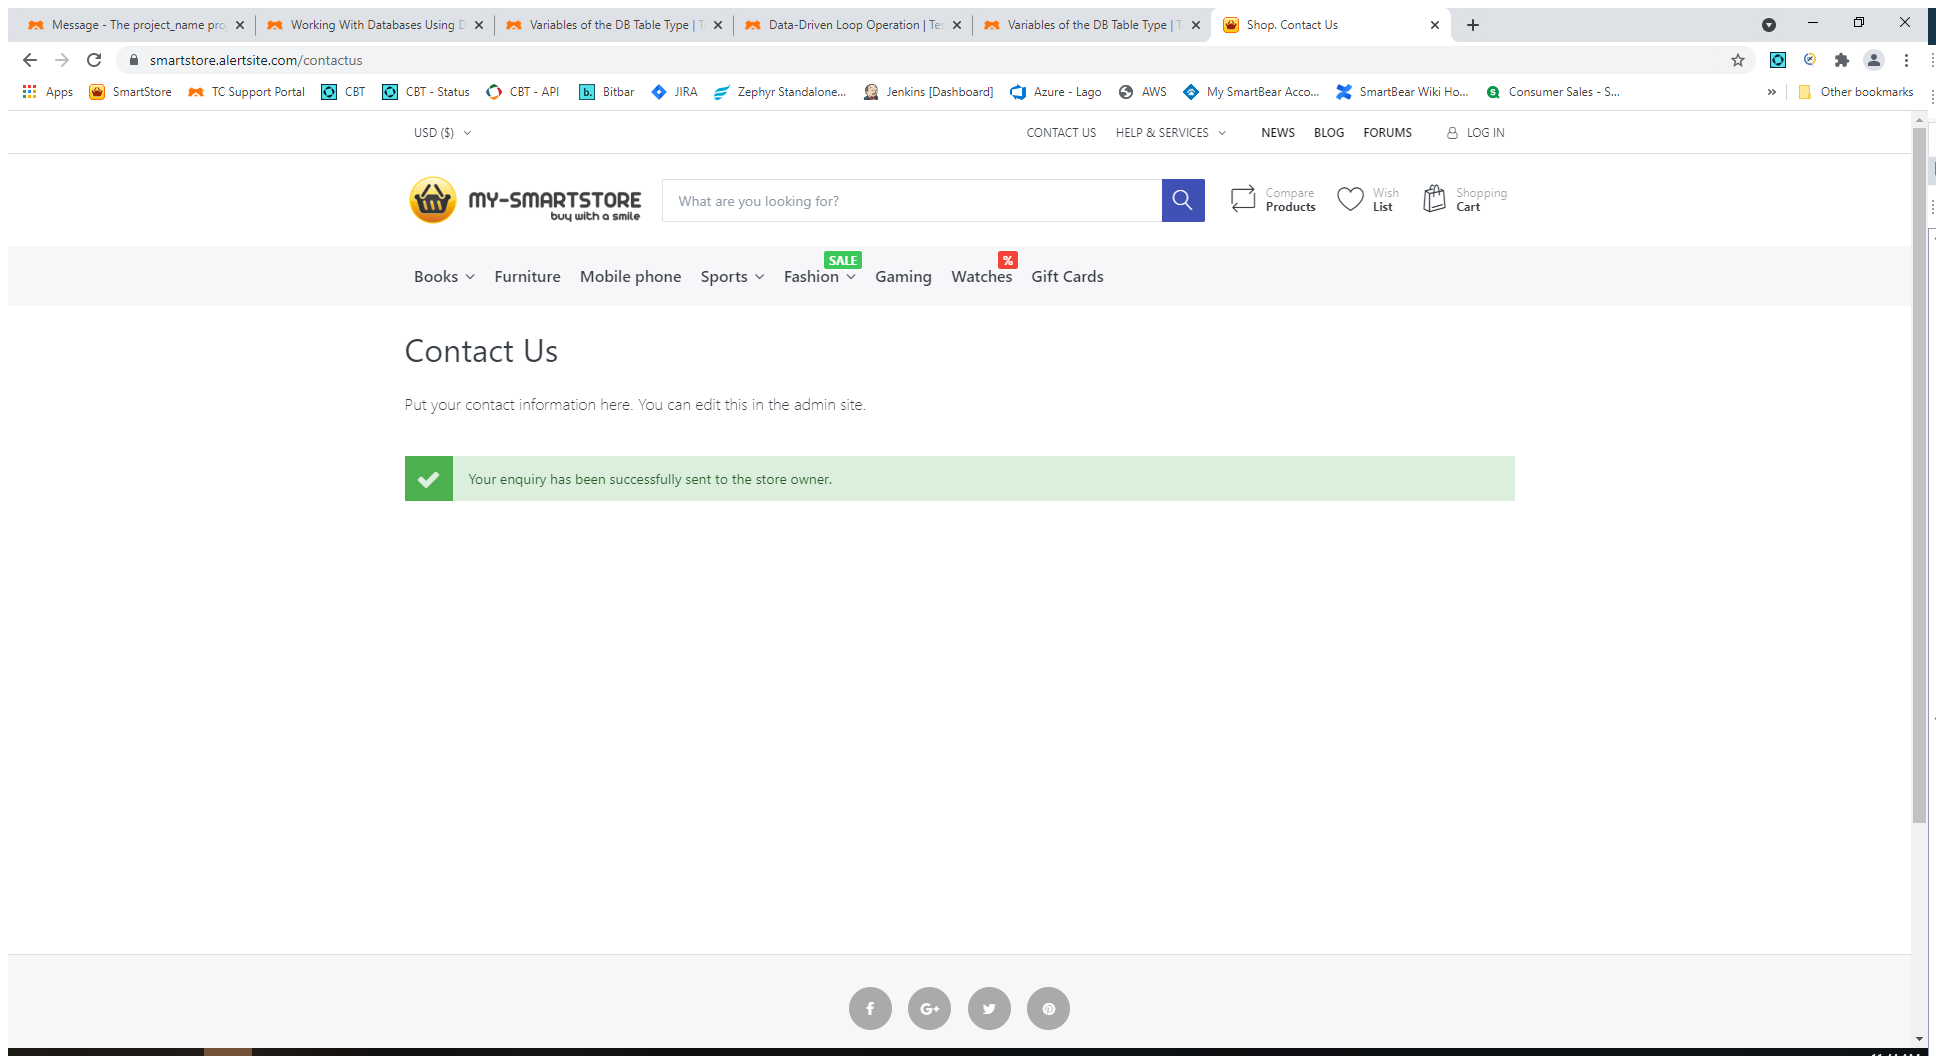 Message - The project_name pro
Working With Databases Using D
Variables of the DB Table Type | T
Data-Driven Loop Operation | Tes
Variables of the DB Table Type | T
Shop. Contact Us
smartstore.alertsite.com/contactus
Apps
SmartStore
TC Support Portal
CBT
CBT - Status
CBT - API
b. Bitbar
JIRA
Zephyr Standalone...
Jenkins [Dashboard]
Azure - Lago
AWS
My SmartBear Acco...
SmartBear Wiki Ho...
S Consumer Sales - S...
»
Other bookmarks
USD ($)
CONTACT US
HELP & SERVICES
NEWS
BLOG
FORUMS
LOG IN
MY-SMARTSTORE
buy with a smile
What are you looking for?
Compare
Products
Wish
List
Shopping
Cart
SALE
%
Books
Furniture
Mobile phone
Sports
Fashion
Gaming
Watches
Gift Cards
Contact Us
Put your contact information here. You can edit this in the admin site.
Your enquiry has been successfully sent to the store owner.
f
G+